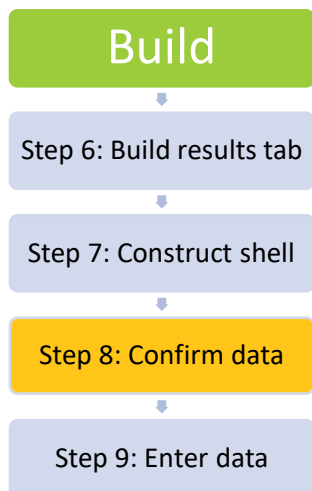 Build
Step 6: Build results tab
Step 7: Construct shell
Step 8: Confirm data
Step 9: Enter data